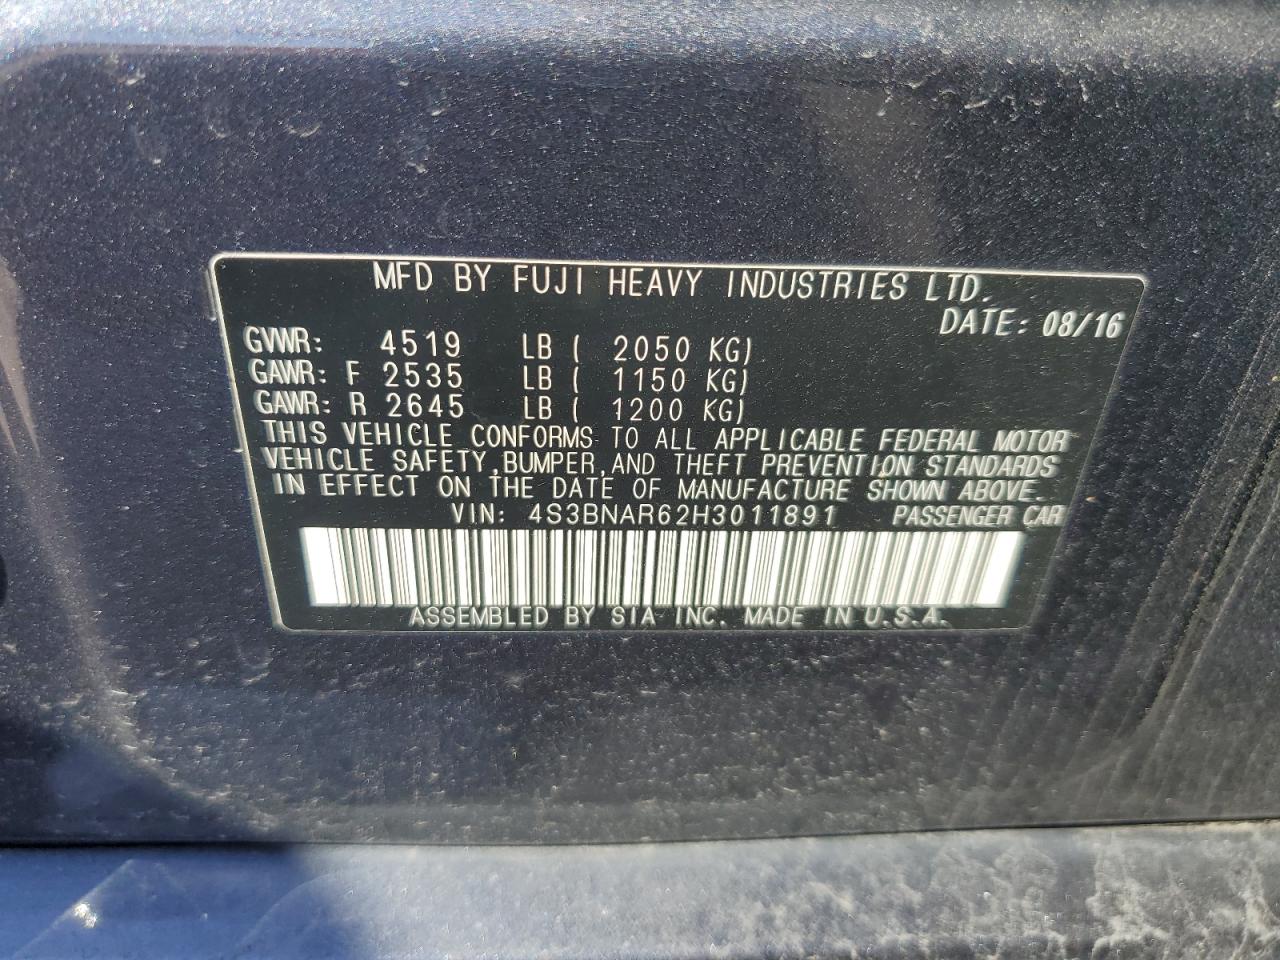 MFD BY FUJI HEAVY INDUSTRIES LTD.
DATE: 08/16
GVWR: 4519 LB ( 2050 KG)
GAWR: F 2535 LB ( 1150 KG)
GAWR: R 2645 LB ( 1200 KG)
THIS VEHICLE CONFORMS TO ALL APPLICABLE FEDERAL MOTOR
VEHICLE SAFETY, BUMPER, AND THEFT PREVENTION STANDARDS
IN EFFECT ON THE DATE OF MANUFACTURE SHOWN ABOVE.
VIN: 4S3BNAR62H3011891 PASSENGER CAR
ASSEMBLED BY SIA INC. MADE IN U.S.A.